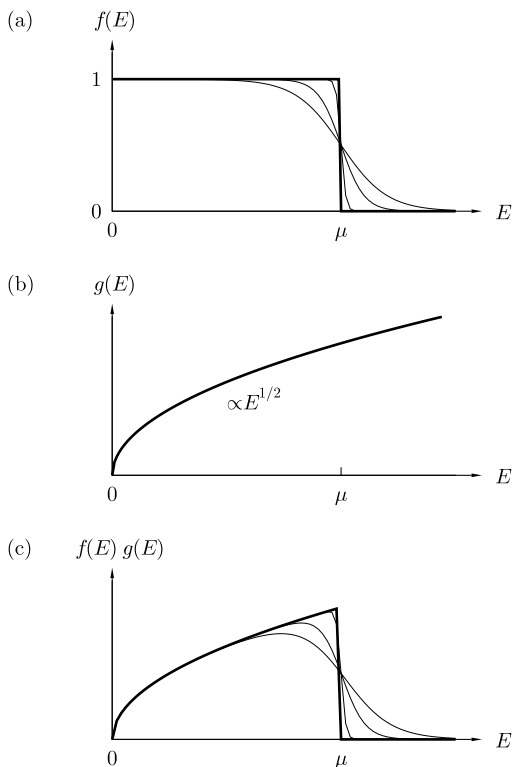 (a) f(E)
1
0
0 μ E
(b) g(E)
∝E^{1/2}
0 μ E
(c) f(E) g(E)
0 μ E